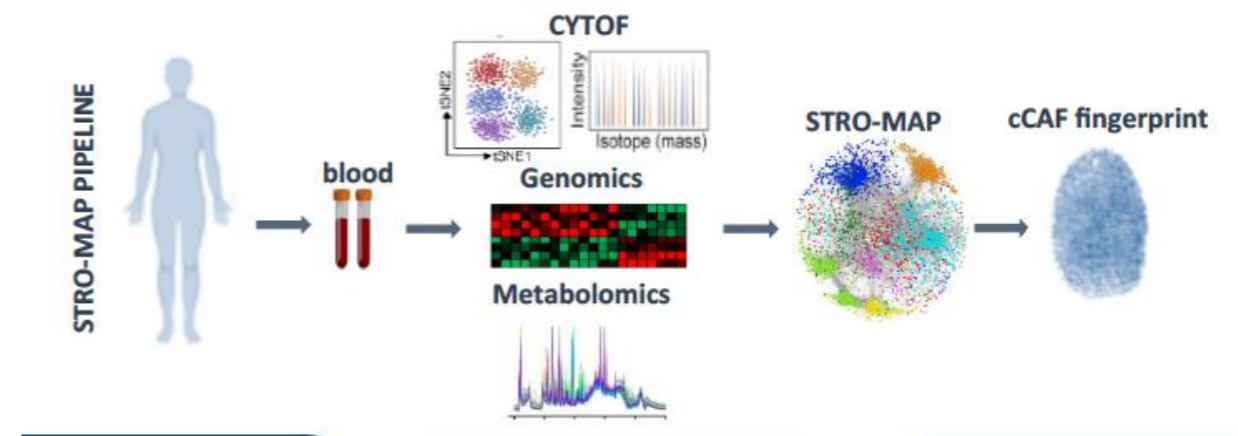 STRO-MAP PIPELINE
blood
CYTOF
tSNE2
tSNE1
Intensity
Isotope (mass)
Genomics
Metabolomics
STRO-MAP
cCAF fingerprint